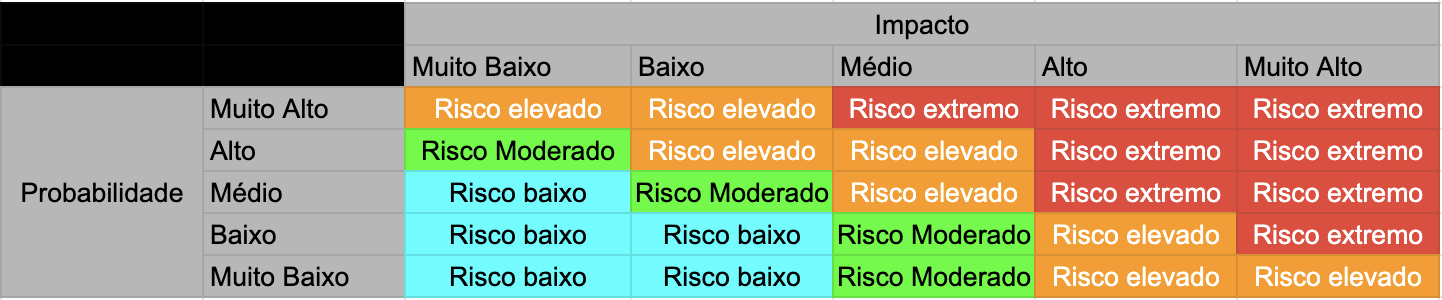 Impacto
Muito Baixo Baixo Médio Alto Muito Alto
Muito Alto Risco elevado Risco elevado Risco extremo Risco extremo Risco extremo
Alto Risco Moderado Risco elevado Risco elevado Risco extremo Risco extremo
Probabilidade Médio Risco baixo Risco Moderado Risco elevado Risco extremo Risco extremo
Baixo Risco baixo Risco baixo Risco Moderado Risco elevado Risco extremo
Muito Baixo Risco baixo Risco baixo Risco Moderado Risco elevado Risco elevado